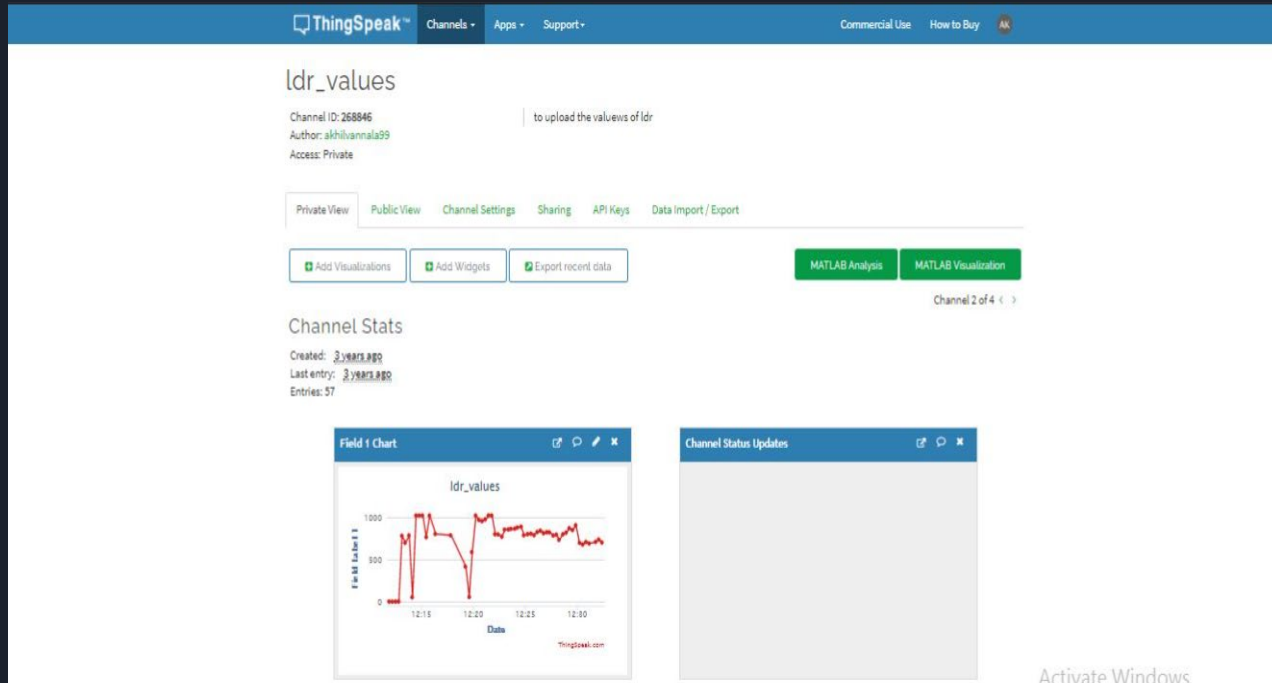 ThingSpeak™ Channels Apps Support Commercial Use How to Buy AK
ldr_values
Channel ID: 268846
to upload the valuews of ldr
Author: akhilvannala99
Access: Private
Private View Public View Channel Settings Sharing API Keys Data Import / Export
Add Visualizations Add Widgets Export recent data MATLAB Analysis MATLAB Visualization
Channel 2 of 4 < >
Channel Stats
Created: 3 years ago
Last entry: 3 years ago
Entries: 57
Field 1 Chart
ldr_values
Field Label 1
1000
500
0
12:15 12:20 12:25 12:30
Date
ThingSpeak.com
Channel Status Updates
Activate Windows